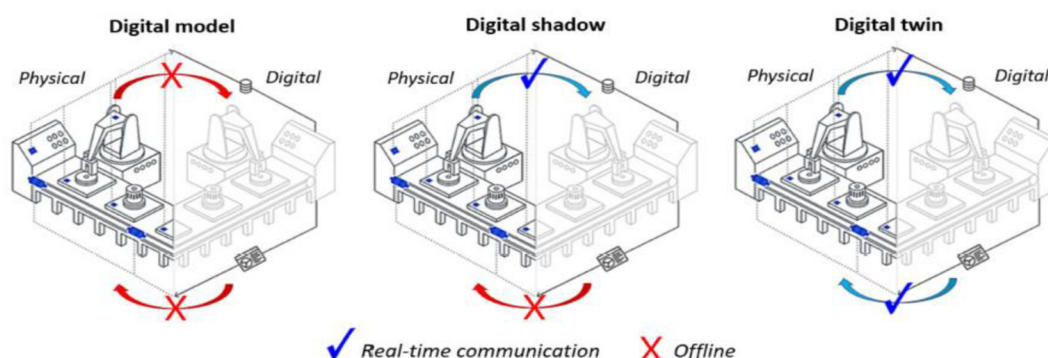 Digital model
Digital shadow
Digital twin
Physical
Digital
Physical
Digital
Physical
Digital
Real-time communication
Offline